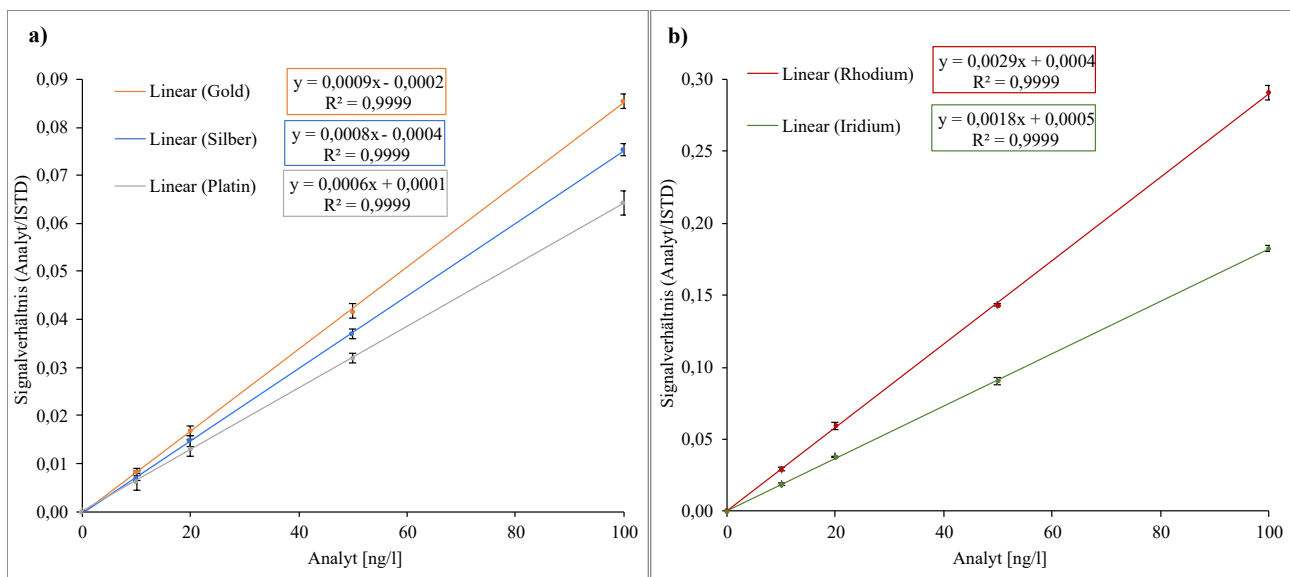 a)
Linear (Gold)
y = 0,0009x - 0,0002
R² = 0,9999
Linear (Silber)
y = 0,0008x - 0,0004
R² = 0,9999
Linear (Platin)
y = 0,0006x + 0,0001
R² = 0,9999
Signalverhältnis (Analyt/ISTD)
0,09
0,08
0,07
0,06
0,05
0,04
0,03
0,02
0,01
0,00
0 20 40 60 80 100
Analyt [ng/l]
b)
Linear (Rhodium)
y = 0,0029x + 0,0004
R² = 0,9999
Linear (Iridium)
y = 0,0018x + 0,0005
R² = 0,9999
Signalverhältnis (Analyt/ISTD)
0,30
0,25
0,20
0,15
0,10
0,05
0,00
0 20 40 60 80 100
Analyt [ng/l]